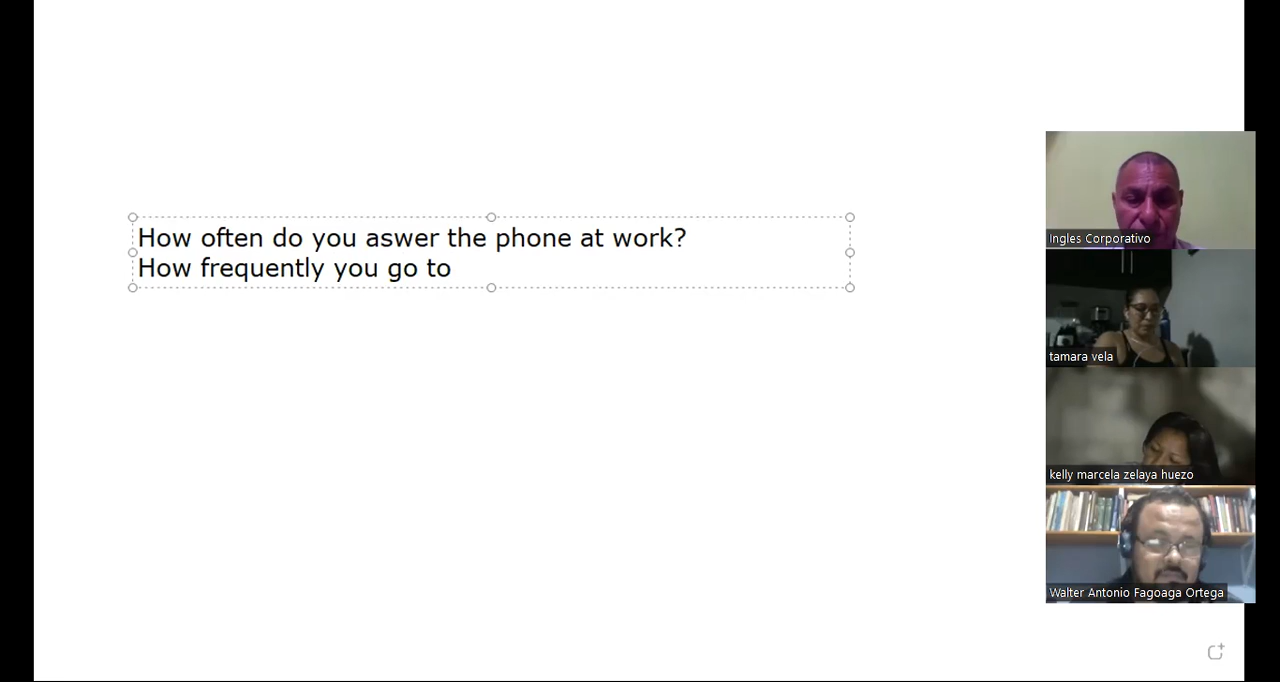 How often do you aswer the phone at work?
How frequently you go to
Ingles Corporativo
tamara vela
kelly marcela zelaya huezo
Walter Antonio Fagoaga Ortega